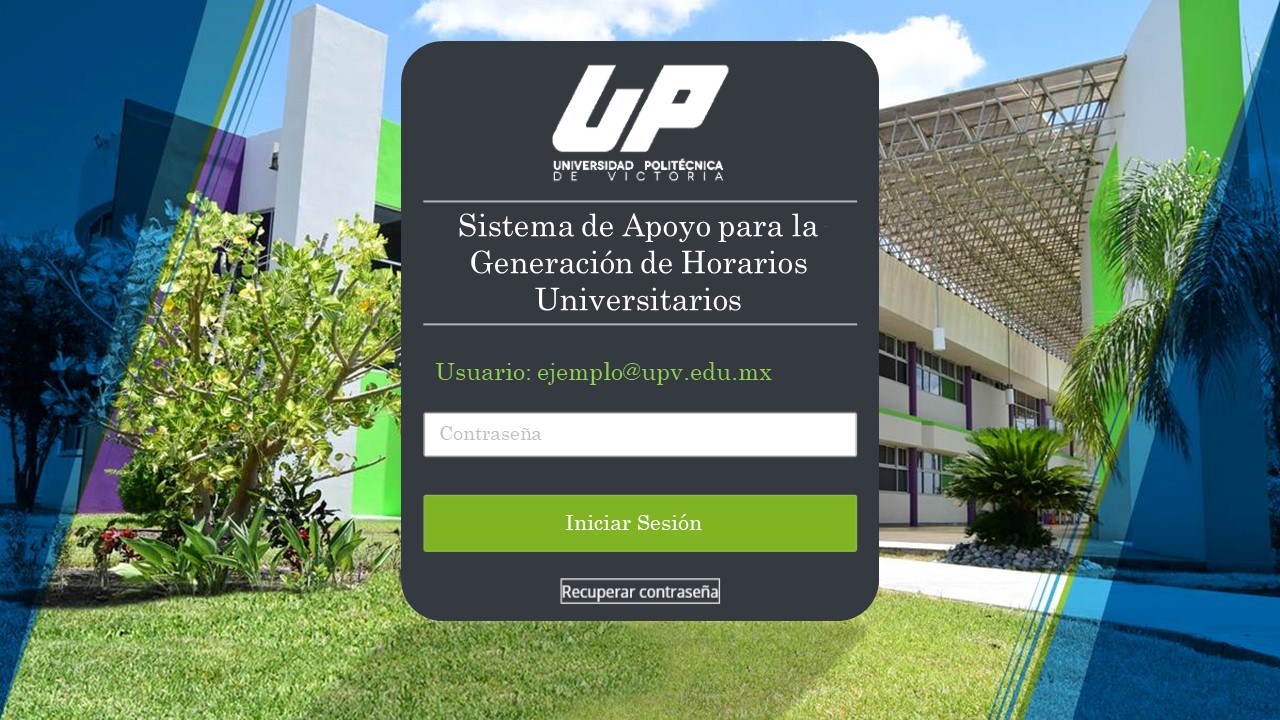 UP
UNIVERSIDAD POLITÉCNICA
DE VICTORIA
Sistema de Apoyo para la
Generación de Horarios
Universitarios
Usuario: ejemplo@upv.edu.mx
Contraseña
Iniciar Sesión
Recuperar contraseña